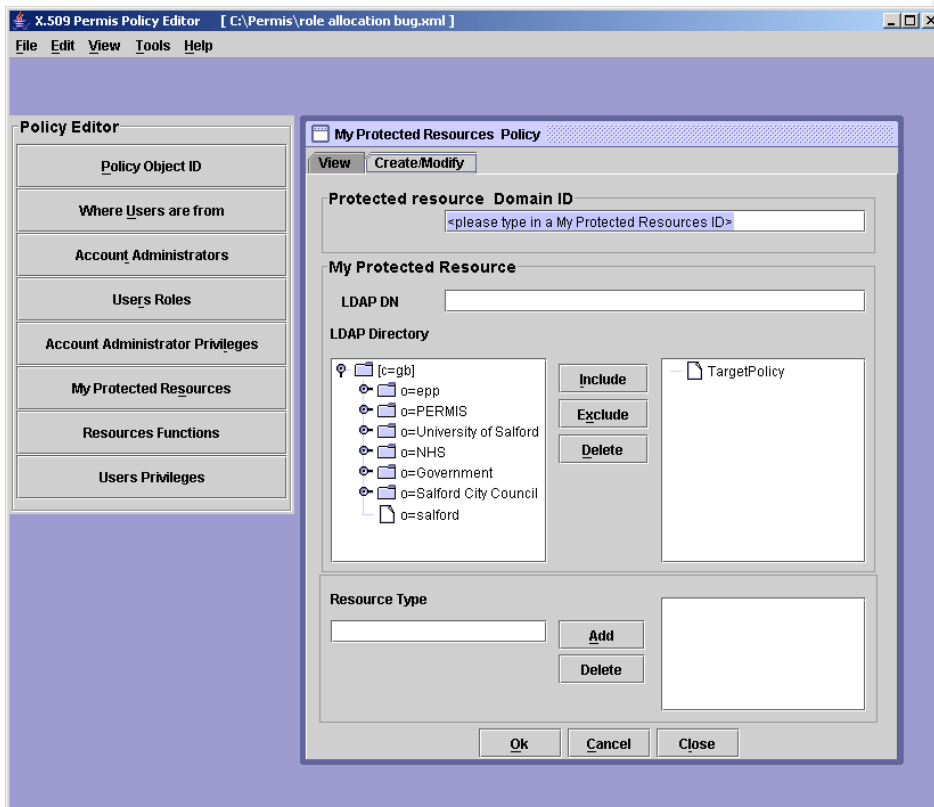 X.509 Permis Policy Editor [ C:\Permis\role allocation bug.xml ]
File Edit View Tools Help
Policy Editor
Policy Object ID
Where Users are from
Account Administrators
Users Roles
Account Administrator Privileges
My Protected Resources
Resources Functions
Users Privileges
My Protected Resources Policy
View Create/Modify
Protected resource Domain ID
<please type in a My Protected Resources ID>
My Protected Resource
LDAP DN
LDAP Directory
[c=gb]
o=epp
o=PERMIS
o=University of Salford
o=NHS
o=Government
o=Salford City Council
o=salford
Include
Exclude
Delete
TargetPolicy
Resource Type
Add
Delete
Ok Cancel Close